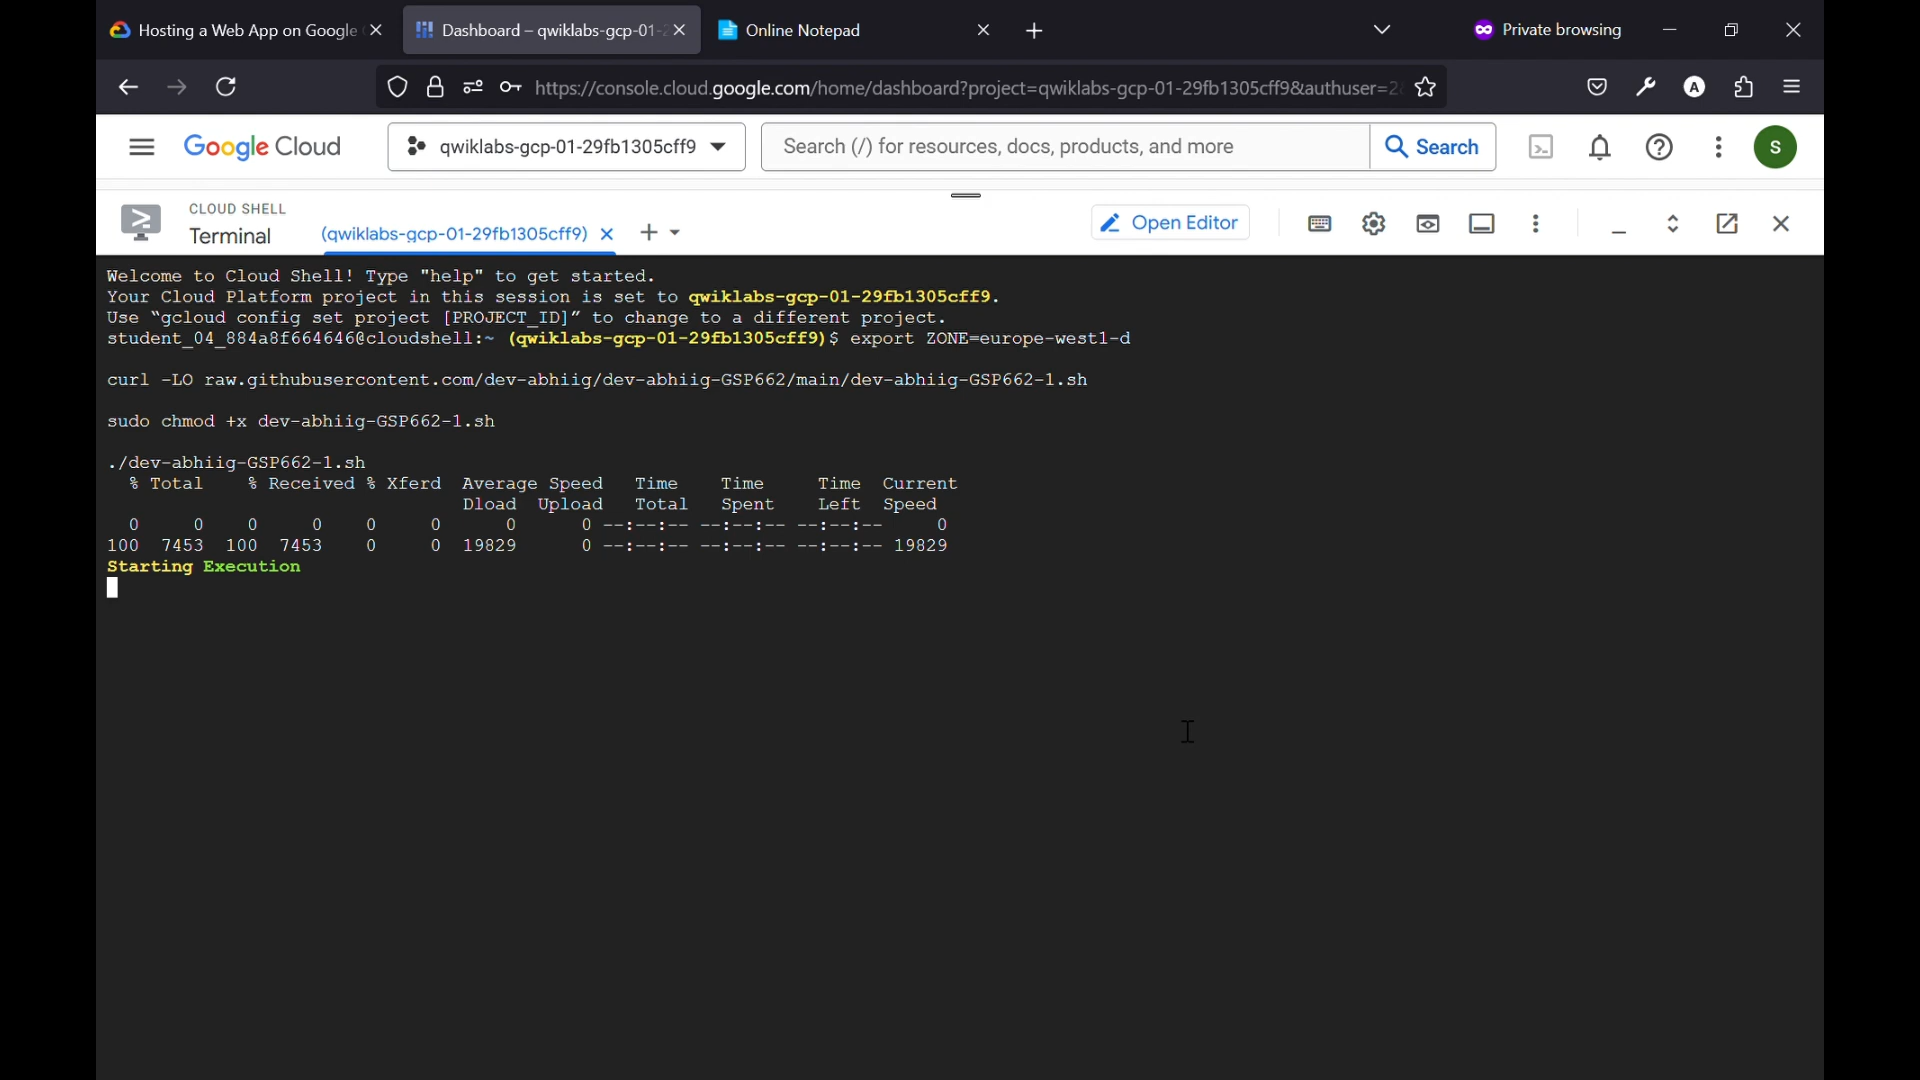 Hosting a Web App on Google
Dashboard – qwiklabs-gcp-01-2
Online Notepad
Private browsing
https://console.cloud.google.com/home/dashboard?project=qwiklabs-gcp-01-29fb1305cff9&authuser=2
A
Google Cloud
qwiklabs-gcp-01-29fb1305cff9
Search (/) for resources, docs, products, and more
Search
S
CLOUD SHELL
Terminal
(qwiklabs-gcp-01-29fb1305cff9)
Open Editor
Welcome to Cloud Shell! Type "help" to get started.
Your Cloud Platform project in this session is set to qwiklabs-gcp-01-29fb1305cff9.
Use “gcloud config set project [PROJECT_ID]” to change to a different project.
student_04_884a8f664646@cloudshell:~ (qwiklabs-gcp-01-29fb1305cff9)$ export ZONE=europe-west1-d
curl -LO raw.githubusercontent.com/dev-abhiig/dev-abhiig-GSP662/main/dev-abhiig-GSP662-1.sh
sudo chmod +x dev-abhiig-GSP662-1.sh
./dev-abhiig-GSP662-1.sh
% Total % Received % Xferd Average Speed Time Time Time Current
Dload Upload Total Spent Left Speed
0 0 0 0 0 0 0 0 --:--:-- --:--:-- --:--:-- 0
100 7453 100 7453 0 0 19829 0 --:--:-- --:--:-- --:--:-- 19829
Starting Execution